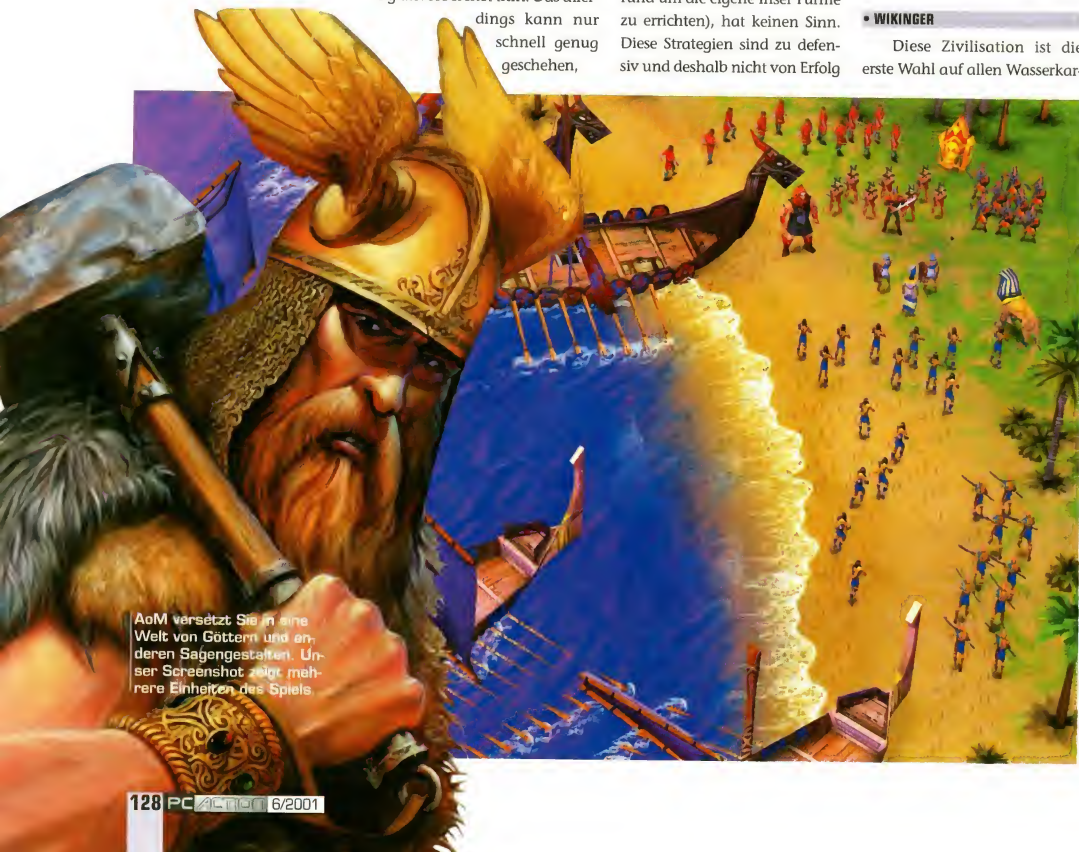 dings kann nur
schnell genug
geschehen,
zu errichten), hat keinen Sinn.
Diese Strategien sind zu defen-
siv und deshalb nicht von Erfolg
• WIKINGER
Diese Zivilisation ist die
erste Wahl auf allen Wasserkar-
AoM versetzt Sie in eine
Welt von Göttern und an-
deren Sagengestalten. Un-
ser Screenshot zeigt meh-
rere Einheiten des Spiels.
128 PC ACTION 6/2001